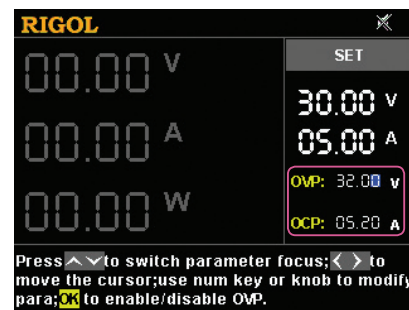 RIGOL
SET
00.00 V
30.00 V
00.00 A
05.00 A
OVP: 32.00 V
00.00 W
OCP: 05.20 A
Press to switch parameter focus; to
move the cursor;use num key or knob to modify
para;OK to enable/disable OVP.